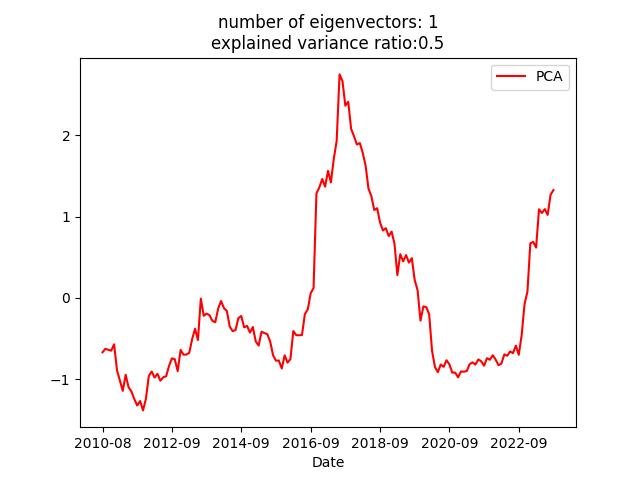 number of eigenvectors: 1
explained variance ratio:0.5
PCA
2
1
0
−1
2010-08 2012-09 2014-09 2016-09 2018-09 2020-09 2022-09
Date